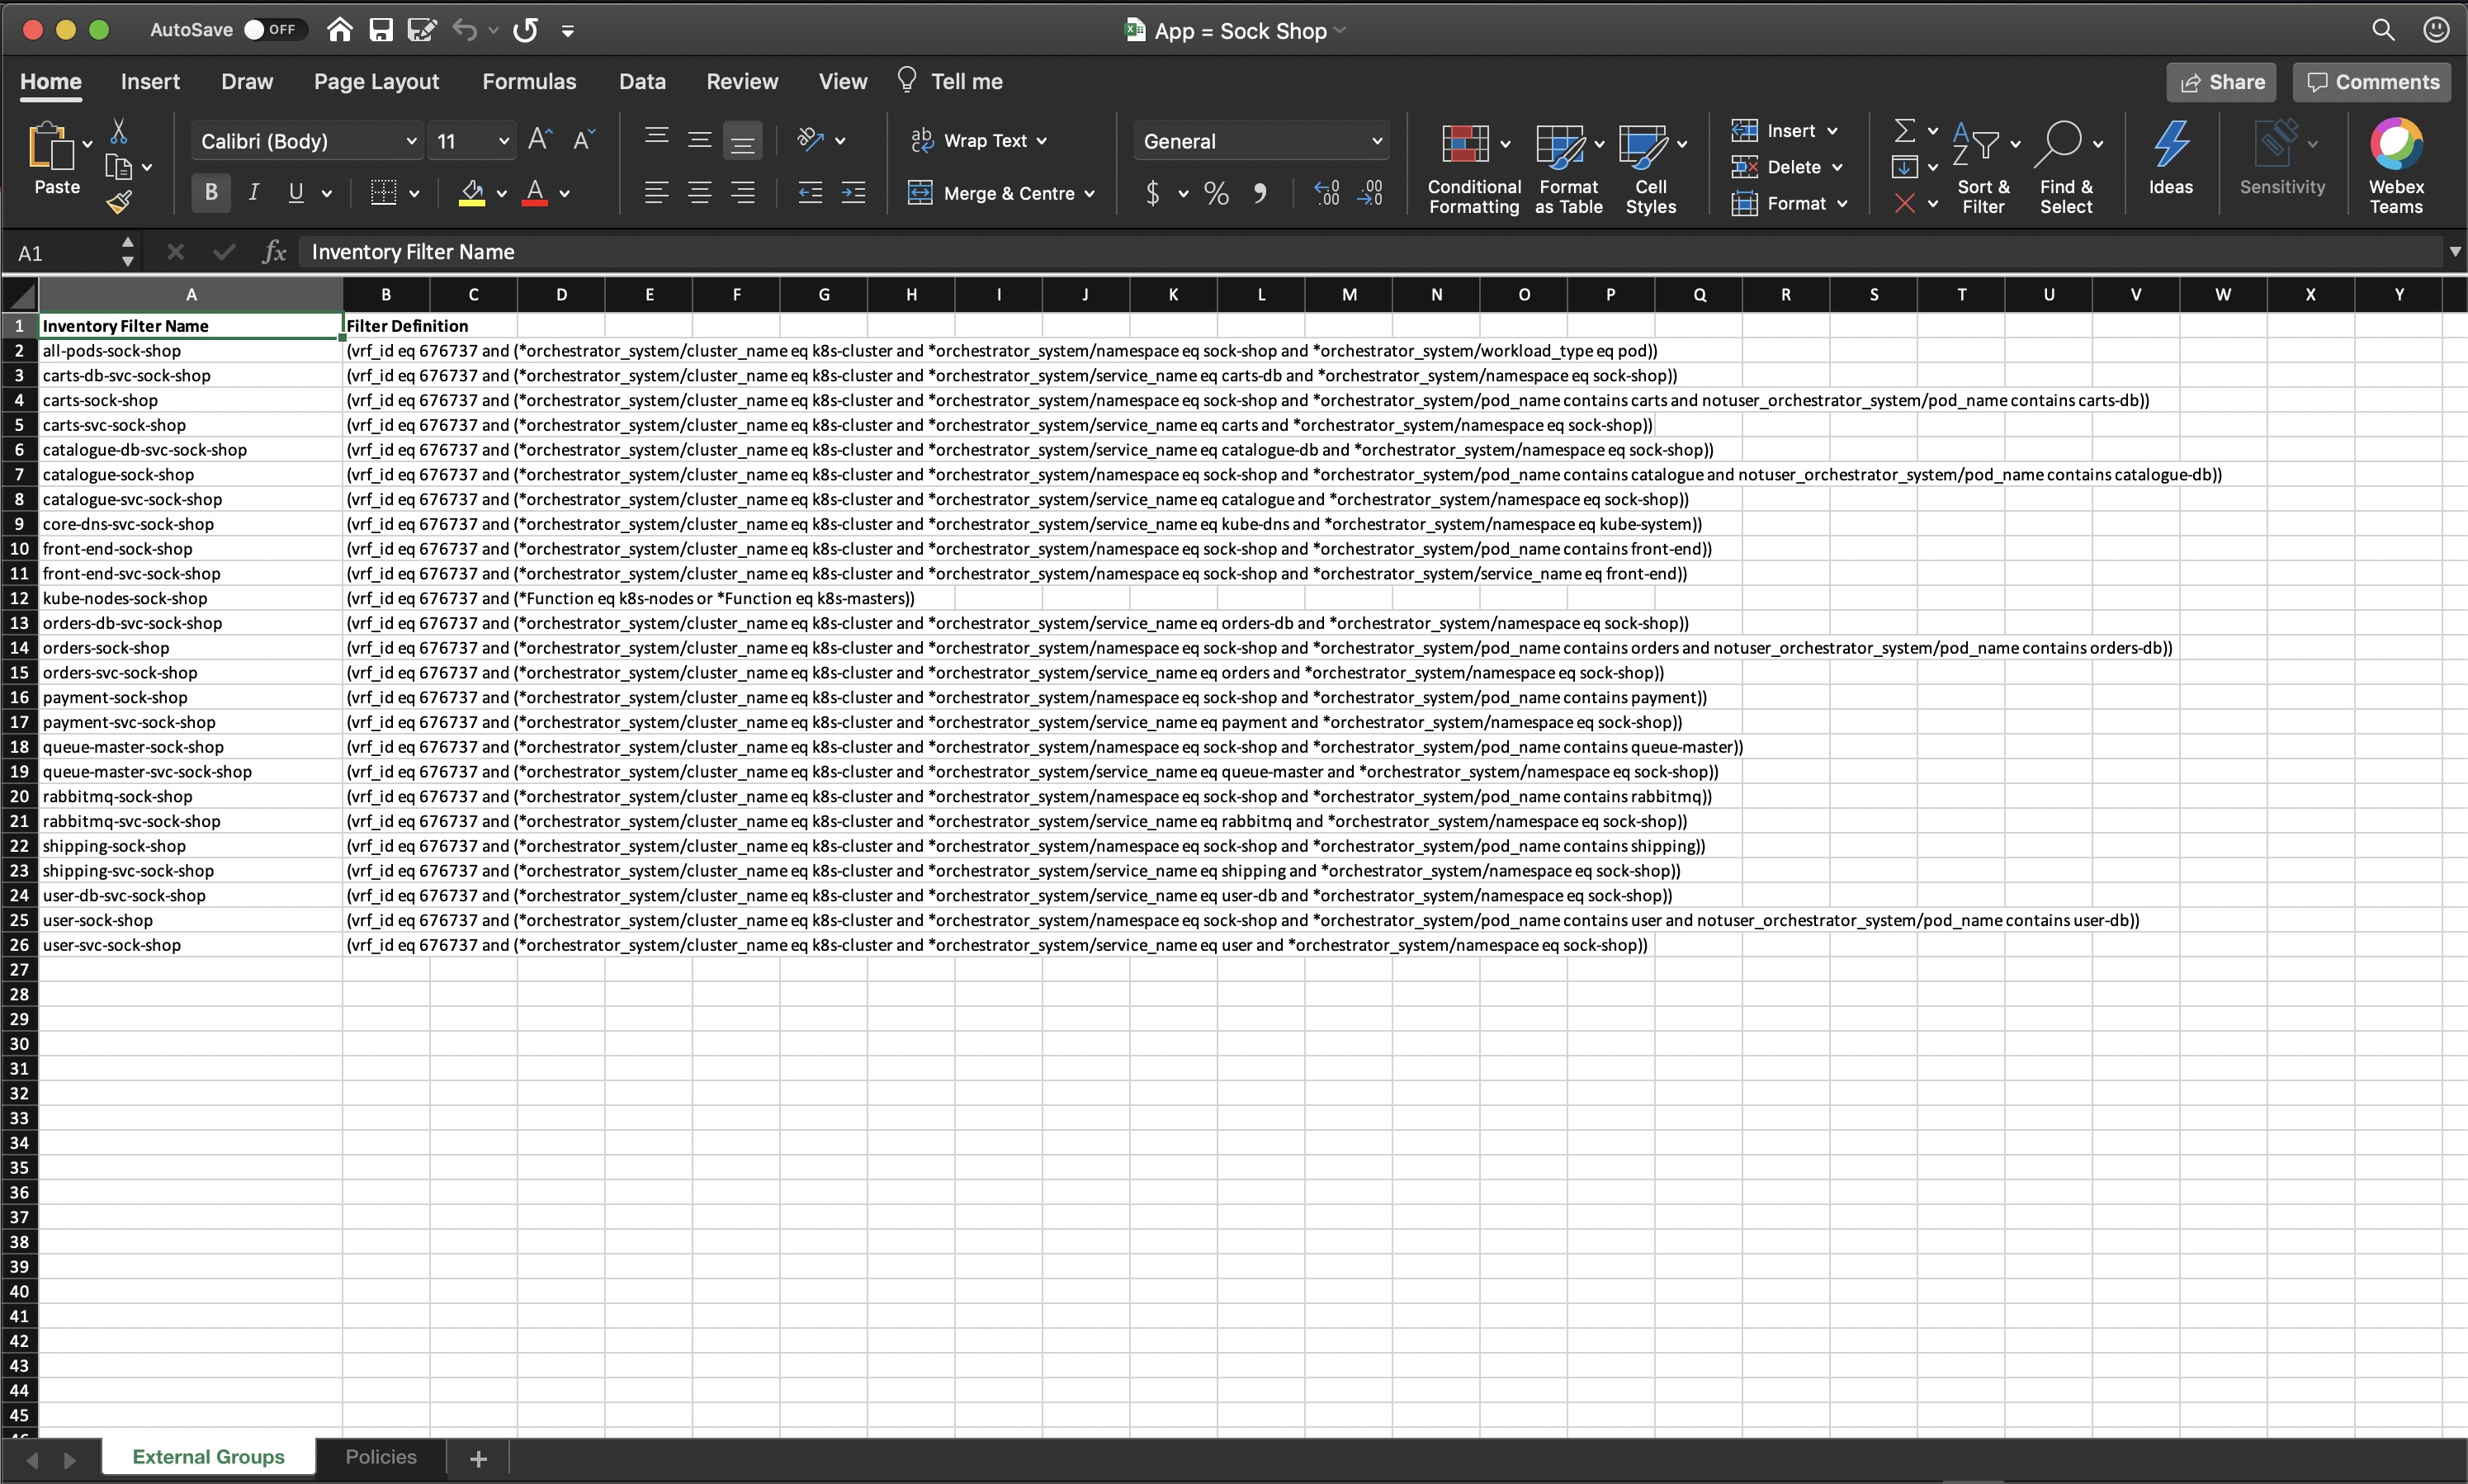 AutoSave OFF
App = Sock Shop
Home Insert Draw Page Layout Formulas Data Review View Tell me Share Comments
Paste
Calibri (Body) 11
B I U
Wrap Text
Merge & Centre
General
$ % 9
Conditional Formatting
Format as Table
Cell Styles
Insert
Delete
Format
Sort & Filter
Find & Select
Ideas
Sensitivity
Webex Teams
A1 fx Inventory Filter Name
A B C D E F G H I J K L M N O P Q R S T U V W X Y
1 Inventory Filter Name Filter Definition
2 all-pods-sock-shop (vrf_id eq 676737 and (*orchestrator_system/cluster_name eq k8s-cluster and *orchestrator_system/namespace eq sock-shop and *orchestrator_system/workload_type eq pod))
3 carts-db-svc-sock-shop (vrf_id eq 676737 and (*orchestrator_system/cluster_name eq k8s-cluster and *orchestrator_system/service_name eq carts-db and *orchestrator_system/namespace eq sock-shop))
4 carts-sock-shop (vrf_id eq 676737 and (*orchestrator_system/cluster_name eq k8s-cluster and *orchestrator_system/namespace eq sock-shop and *orchestrator_system/pod_name contains carts and notuser_orchestrator_system/pod_name contains carts-db))
5 carts-svc-sock-shop (vrf_id eq 676737 and (*orchestrator_system/cluster_name eq k8s-cluster and *orchestrator_system/service_name eq carts and *orchestrator_system/namespace eq sock-shop))
6 catalogue-db-svc-sock-shop (vrf_id eq 676737 and (*orchestrator_system/cluster_name eq k8s-cluster and *orchestrator_system/service_name eq catalogue-db and *orchestrator_system/namespace eq sock-shop))
7 catalogue-sock-shop (vrf_id eq 676737 and (*orchestrator_system/cluster_name eq k8s-cluster and *orchestrator_system/namespace eq sock-shop and *orchestrator_system/pod_name contains catalogue and notuser_orchestrator_system/pod_name contains catalogue-db))
8 catalogue-svc-sock-shop (vrf_id eq 676737 and (*orchestrator_system/cluster_name eq k8s-cluster and *orchestrator_system/service_name eq catalogue and *orchestrator_system/namespace eq sock-shop))
9 core-dns-svc-sock-shop (vrf_id eq 676737 and (*orchestrator_system/cluster_name eq k8s-cluster and *orchestrator_system/service_name eq kube-dns and *orchestrator_system/namespace eq kube-system))
10 front-end-sock-shop (vrf_id eq 676737 and (*orchestrator_system/cluster_name eq k8s-cluster and *orchestrator_system/namespace eq sock-shop and *orchestrator_system/pod_name contains front-end))
11 front-end-svc-sock-shop (vrf_id eq 676737 and (*orchestrator_system/cluster_name eq k8s-cluster and *orchestrator_system/namespace eq sock-shop and *orchestrator_system/service_name eq front-end))
12 kube-nodes-sock-shop (vrf_id eq 676737 and (*Function eq k8s-nodes or *Function eq k8s-masters))
13 orders-db-svc-sock-shop (vrf_id eq 676737 and (*orchestrator_system/cluster_name eq k8s-cluster and *orchestrator_system/service_name eq orders-db and *orchestrator_system/namespace eq sock-shop))
14 orders-sock-shop (vrf_id eq 676737 and (*orchestrator_system/cluster_name eq k8s-cluster and *orchestrator_system/namespace eq sock-shop and *orchestrator_system/pod_name contains orders and notuser_orchestrator_system/pod_name contains orders-db))
15 orders-svc-sock-shop (vrf_id eq 676737 and (*orchestrator_system/cluster_name eq k8s-cluster and *orchestrator_system/service_name eq orders and *orchestrator_system/namespace eq sock-shop))
16 payment-sock-shop (vrf_id eq 676737 and (*orchestrator_system/cluster_name eq k8s-cluster and *orchestrator_system/namespace eq sock-shop and *orchestrator_system/pod_name contains payment))
17 payment-svc-sock-shop (vrf_id eq 676737 and (*orchestrator_system/cluster_name eq k8s-cluster and *orchestrator_system/service_name eq payment and *orchestrator_system/namespace eq sock-shop))
18 queue-master-sock-shop (vrf_id eq 676737 and (*orchestrator_system/cluster_name eq k8s-cluster and *orchestrator_system/namespace eq sock-shop and *orchestrator_system/pod_name contains queue-master))
19 queue-master-svc-sock-shop (vrf_id eq 676737 and (*orchestrator_system/cluster_name eq k8s-cluster and *orchestrator_system/service_name eq queue-master and *orchestrator_system/namespace eq sock-shop))
20 rabbitmq-sock-shop (vrf_id eq 676737 and (*orchestrator_system/cluster_name eq k8s-cluster and *orchestrator_system/namespace eq sock-shop and *orchestrator_system/pod_name contains rabbitmq))
21 rabbitmq-svc-sock-shop (vrf_id eq 676737 and (*orchestrator_system/cluster_name eq k8s-cluster and *orchestrator_system/service_name eq rabbitmq and *orchestrator_system/namespace eq sock-shop))
22 shipping-sock-shop (vrf_id eq 676737 and (*orchestrator_system/cluster_name eq k8s-cluster and *orchestrator_system/namespace eq sock-shop and *orchestrator_system/pod_name contains shipping))
23 shipping-svc-sock-shop (vrf_id eq 676737 and (*orchestrator_system/cluster_name eq k8s-cluster and *orchestrator_system/service_name eq shipping and *orchestrator_system/namespace eq sock-shop))
24 user-db-svc-sock-shop (vrf_id eq 676737 and (*orchestrator_system/cluster_name eq k8s-cluster and *orchestrator_system/service_name eq user-db and *orchestrator_system/namespace eq sock-shop))
25 user-sock-shop (vrf_id eq 676737 and (*orchestrator_system/cluster_name eq k8s-cluster and *orchestrator_system/namespace eq sock-shop and *orchestrator_system/pod_name contains user and notuser_orchestrator_system/pod_name contains user-db))
26 user-svc-sock-shop (vrf_id eq 676737 and (*orchestrator_system/cluster_name eq k8s-cluster and *orchestrator_system/service_name eq user and *orchestrator_system/namespace eq sock-shop))
27
28
29
30
31
32
33
34
35
36
37
38
39
40
41
42
43
44
45
External Groups Policies +